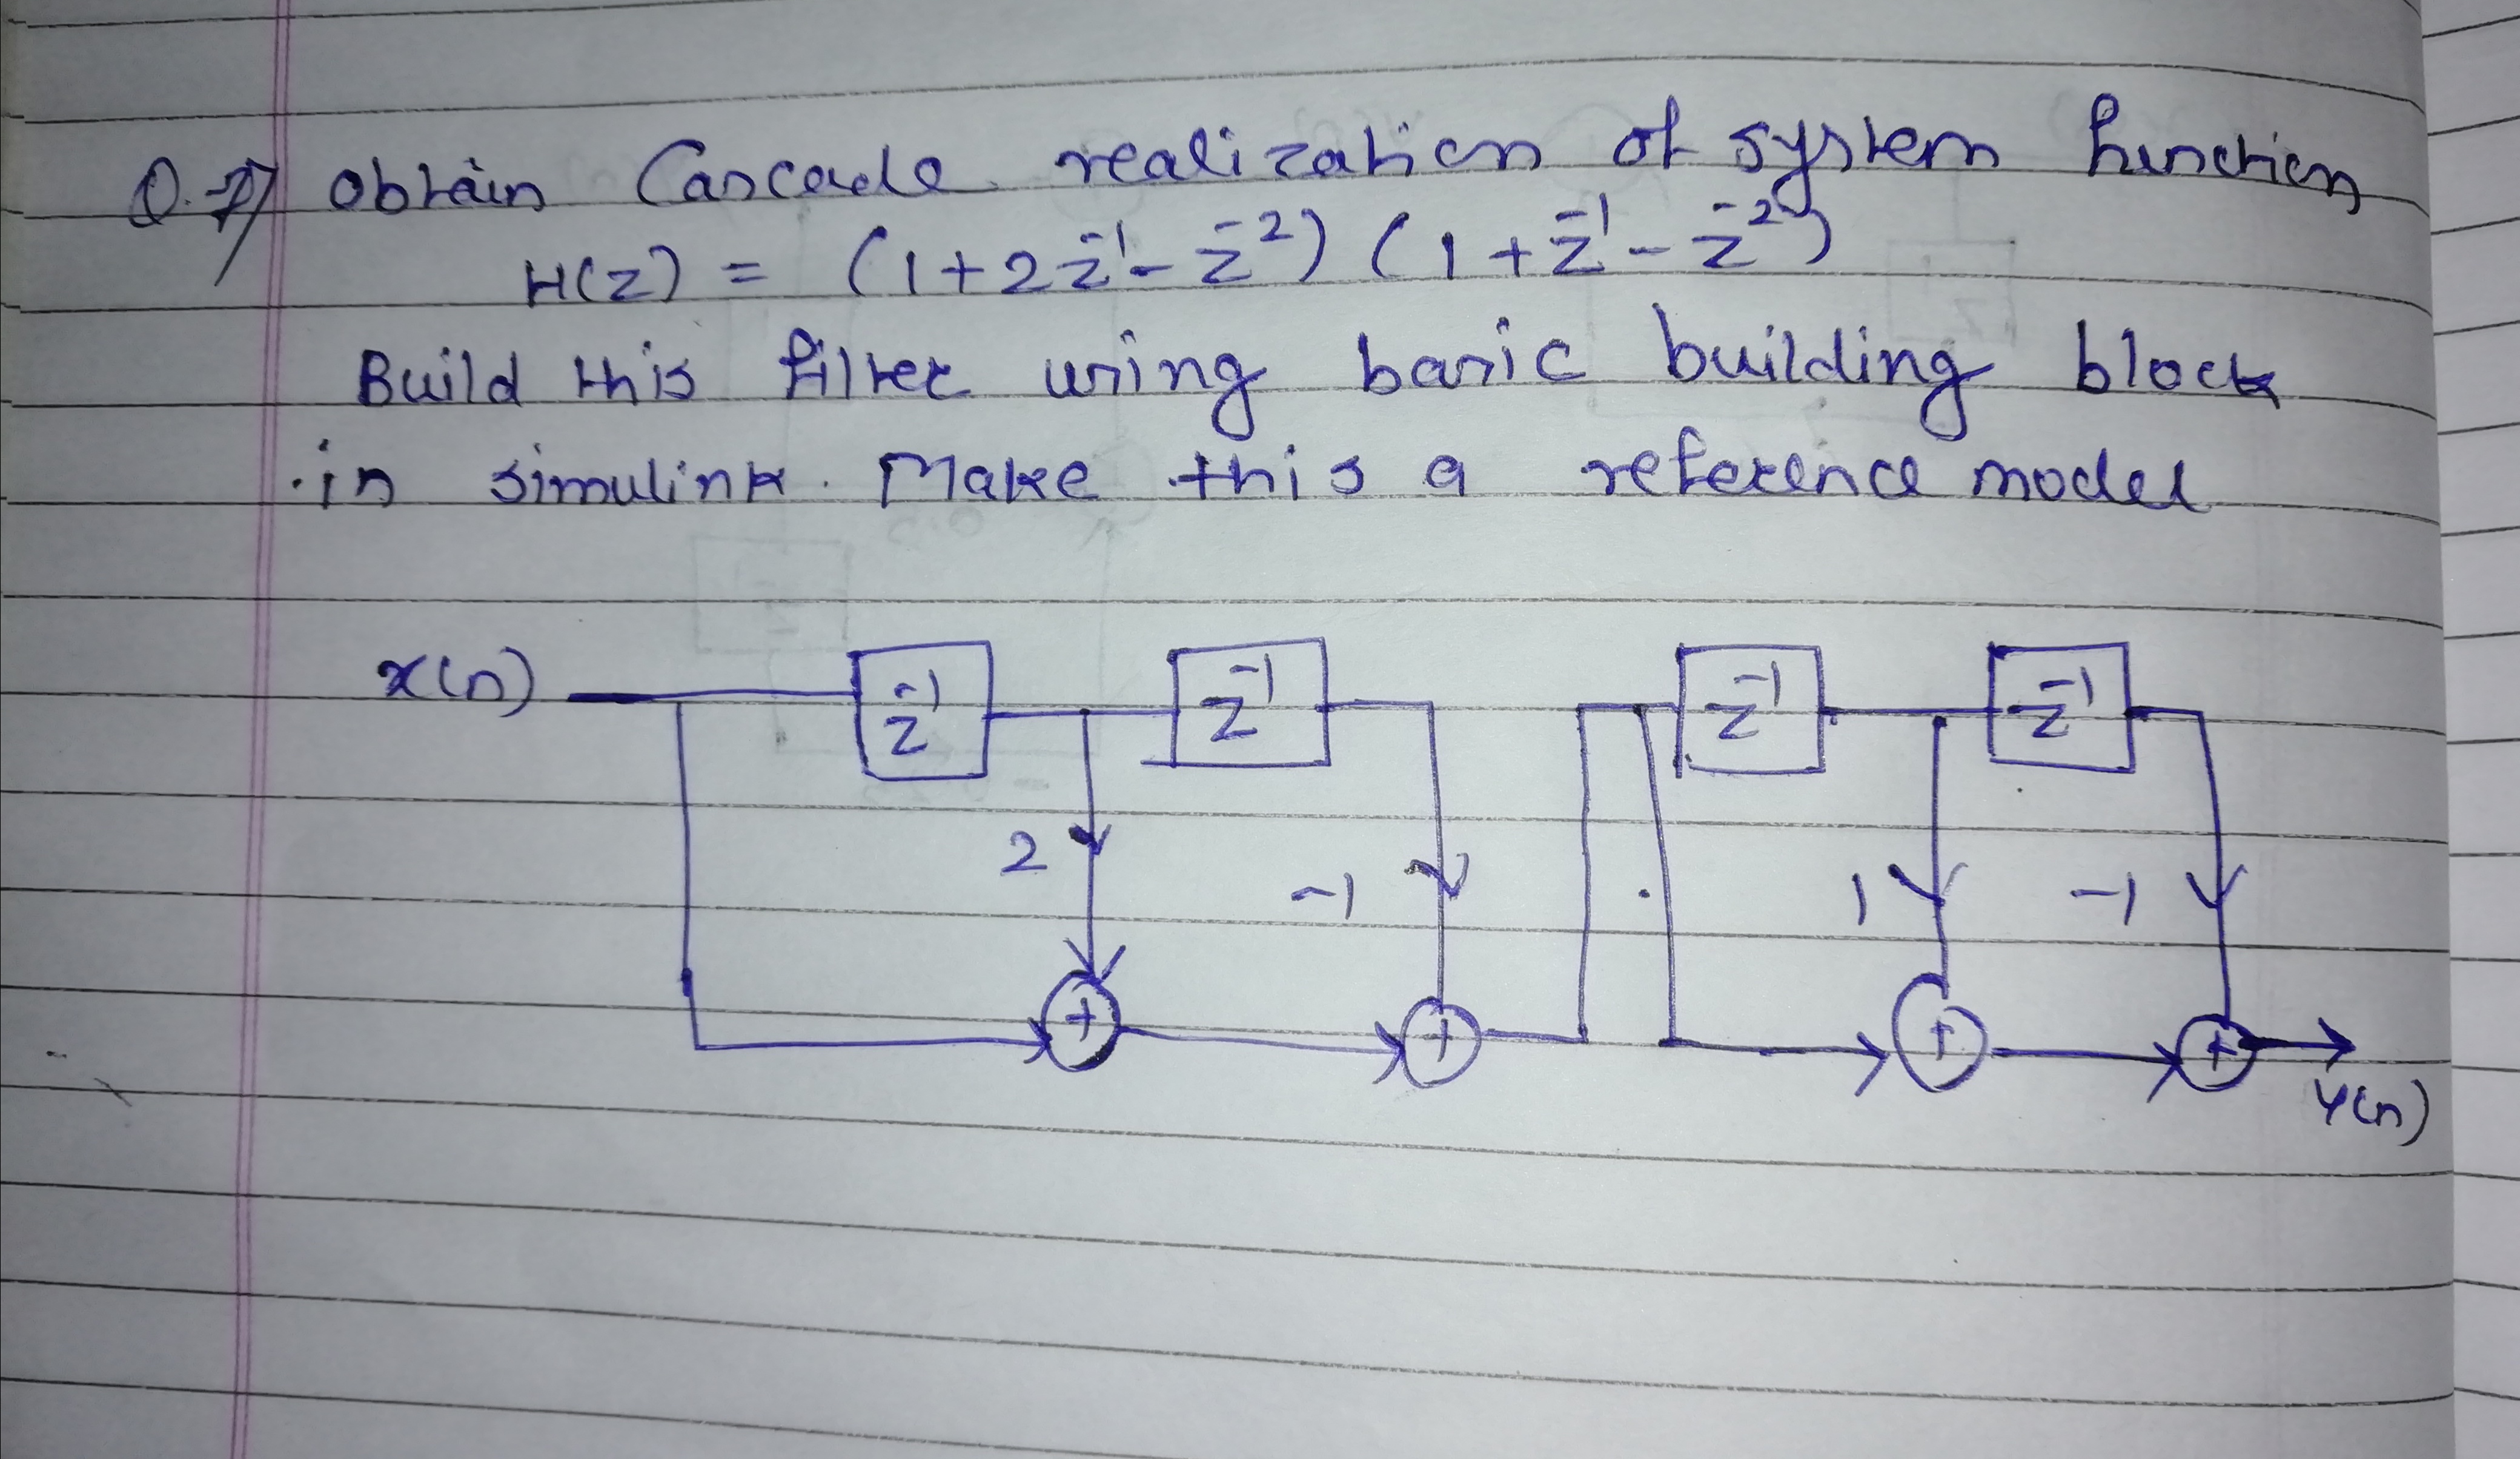 Q.7) Obtain Cascade realization of system function
H(z) = (1+2z⁻¹-z⁻²) (1+z⁻¹-z⁻²)
Build this filter using basic building block
in simulink. Make this a reference model
x(n) z⁻¹ z⁻¹ z⁻¹ z⁻¹
2 -1 1 -1
+ + + +
y(n)